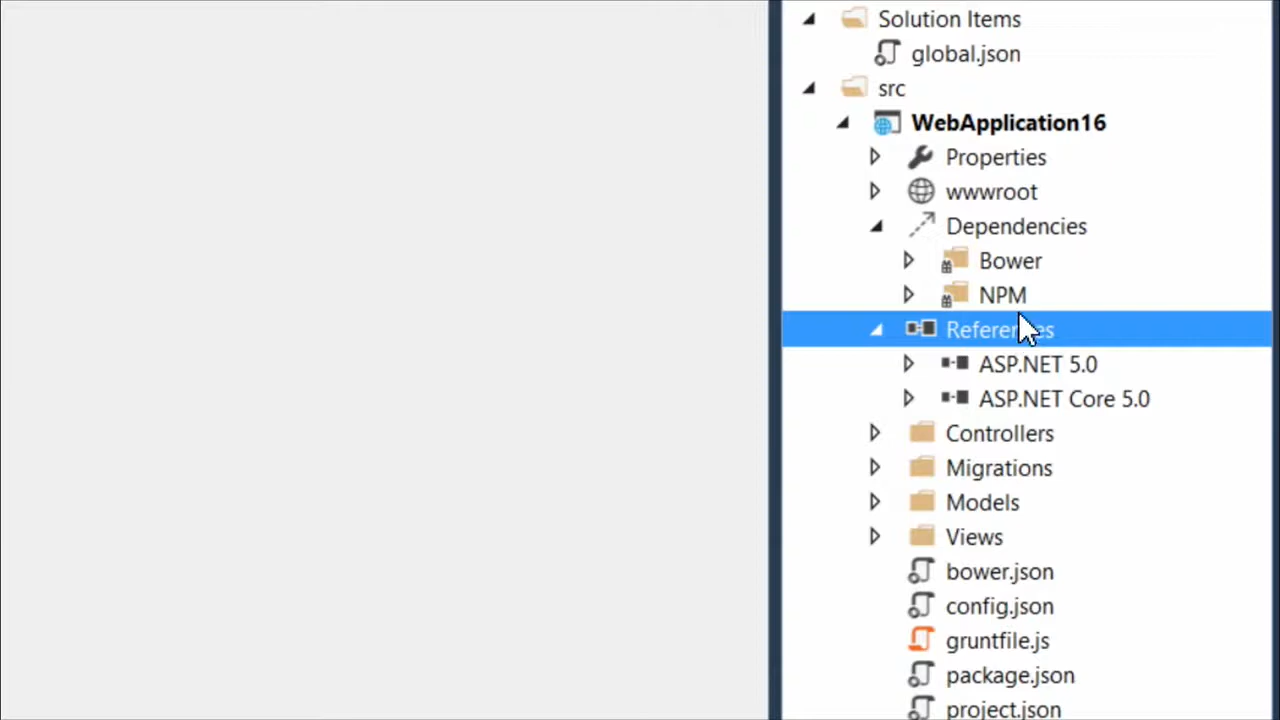 Solution Items
global.json
src
WebApplication16
Properties
wwwroot
Dependencies
Bower
NPM
References
ASP.NET 5.0
ASP.NET Core 5.0
Controllers
Migrations
Models
Views
bower.json
config.json
gruntfile.js
package.json
project.json